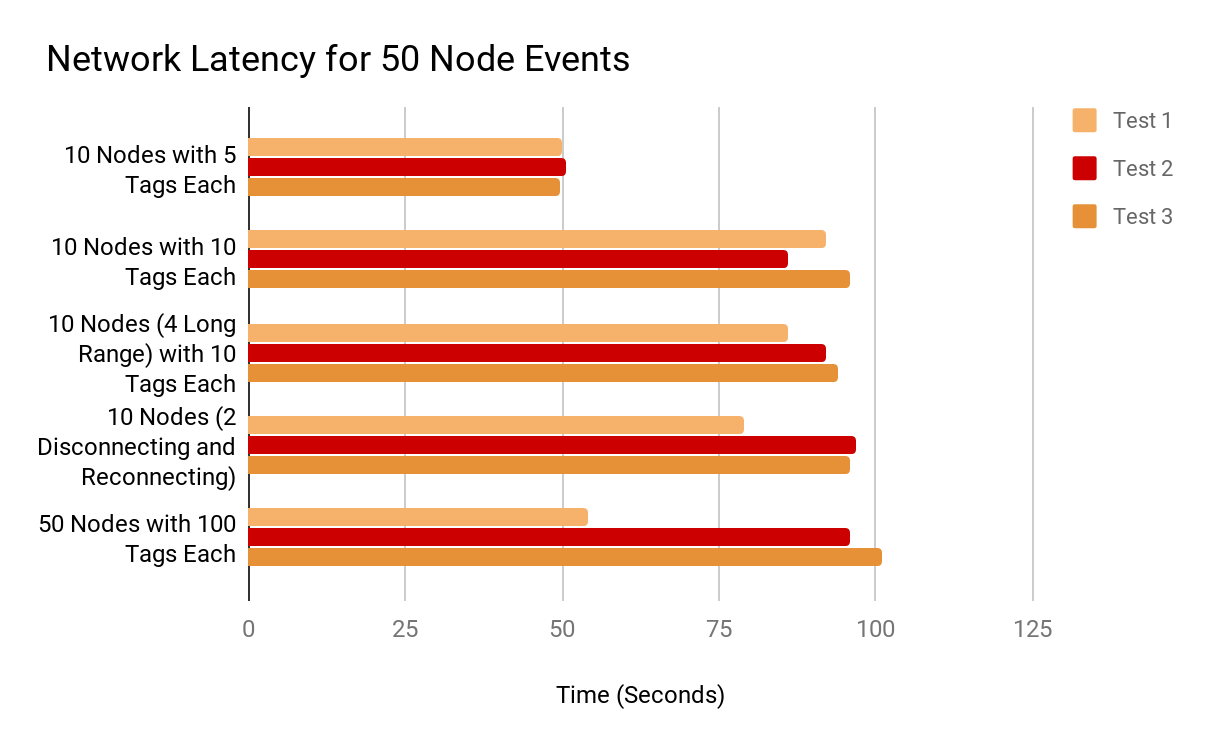 Network Latency for 50 Node Events
Test 1
Test 2
Test 3
10 Nodes with 5
Tags Each
10 Nodes with 10
Tags Each
10 Nodes (4 Long
Range) with 10
Tags Each
10 Nodes (2
Disconnecting and
Reconnecting)
50 Nodes with 100
Tags Each
0 25 50 75 100 125
Time (Seconds)